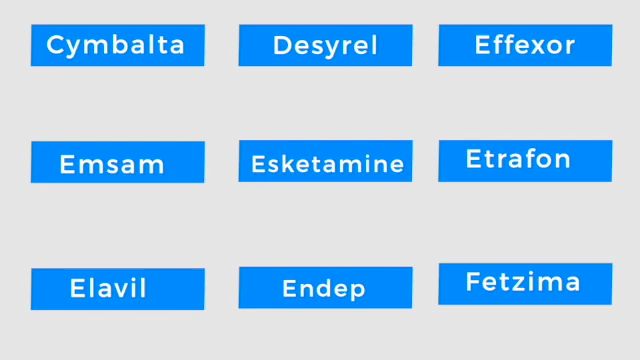 Cymbalta
Desyrel
Effexor
Emsam
Esketamine
Etrafon
Elavil
Endep
Fetzima